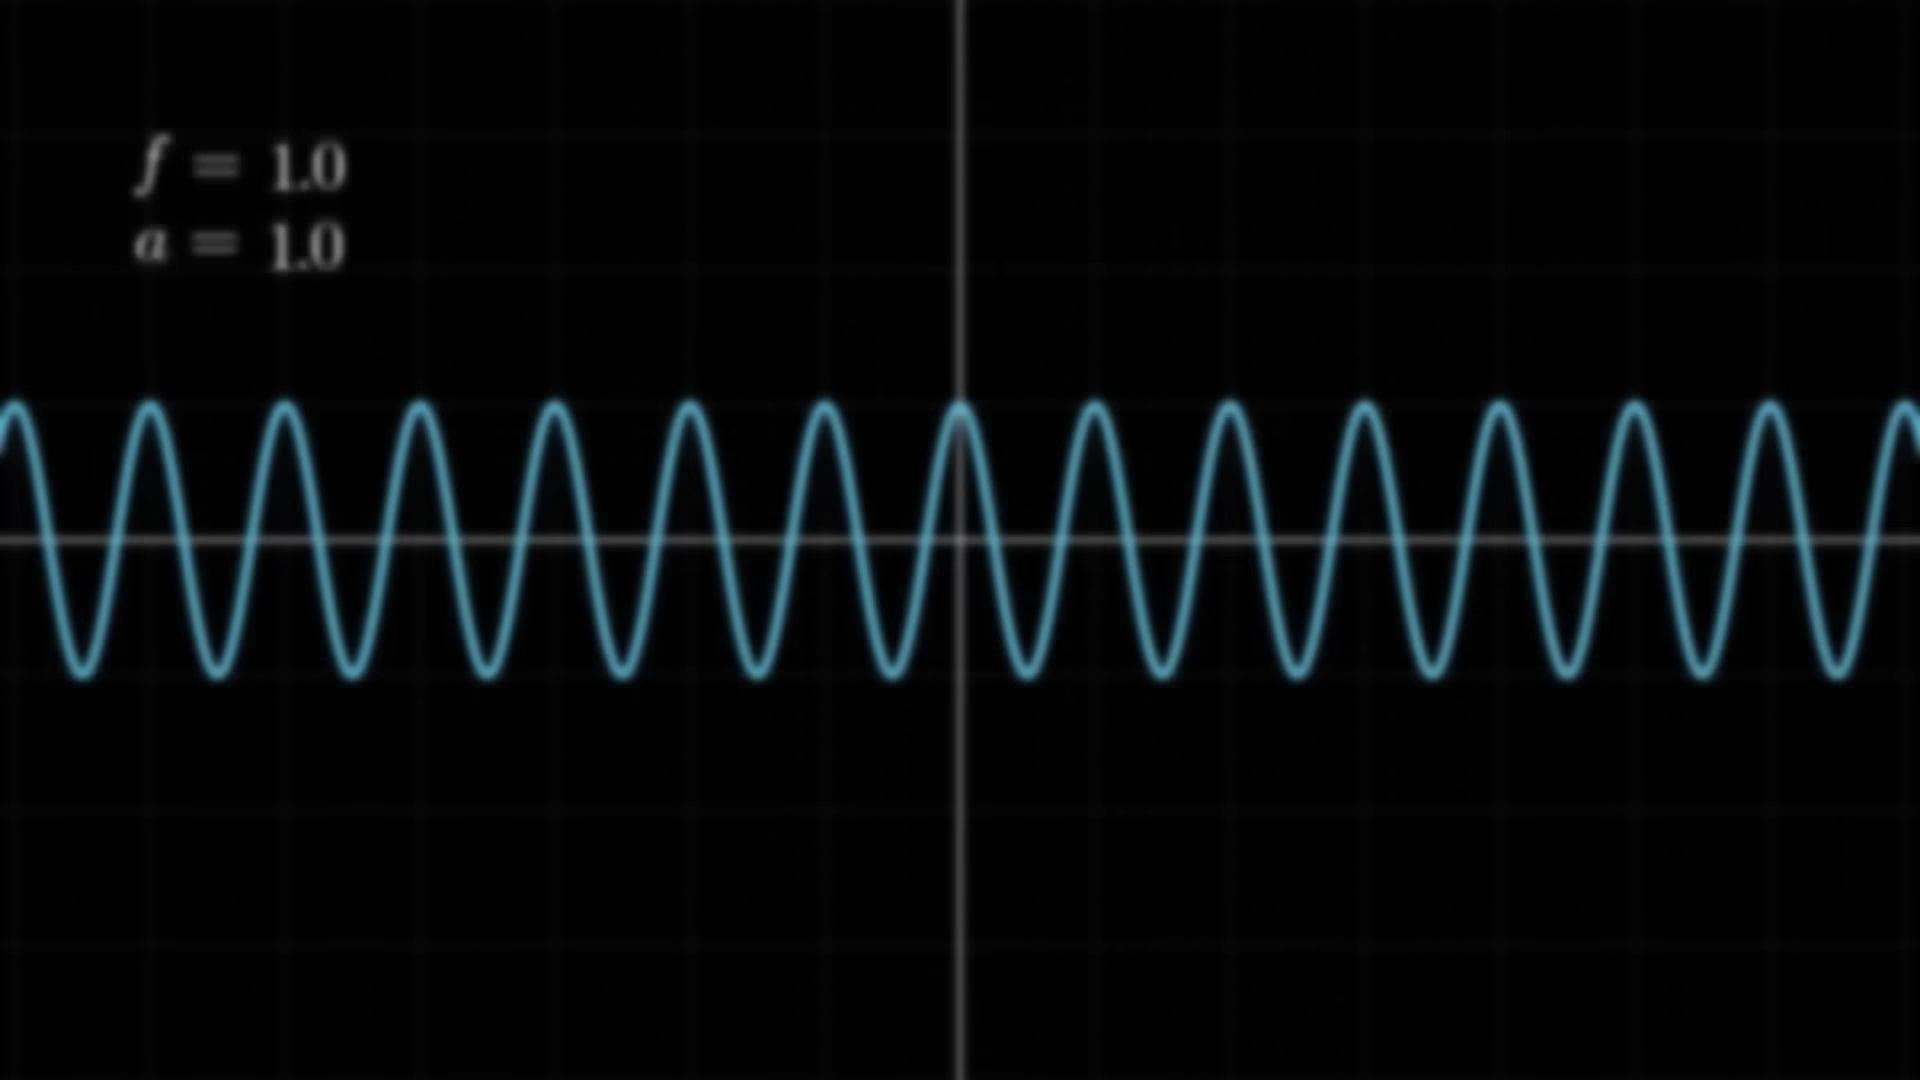 f = 1.0
a = 1.0